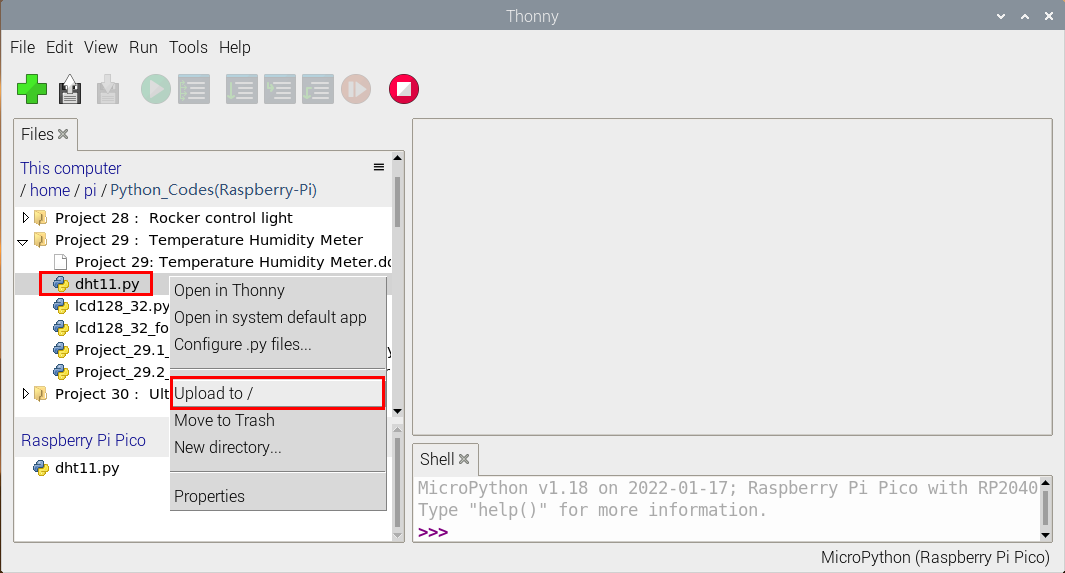 Thonny
File Edit View Run Tools Help
Files
This computer
/ home / pi / Python_Codes(Raspberry-Pi)
Project 28 : Rocker control light
Project 29 : Temperature Humidity Meter
Project 29: Temperature Humidity Meter.do
dht11.py
lcd128_32.py
lcd128_32_fo
Project_29.1_
Project_29.2_
Project 30 : Ult
Open in Thonny
Open in system default app
Configure .py files...
Upload to /
Move to Trash
New directory...
Properties
Raspberry Pi Pico
dht11.py
Shell
MicroPython v1.18 on 2022-01-17; Raspberry Pi Pico with RP2040
Type "help()" for more information.
>>>
MicroPython (Raspberry Pi Pico)